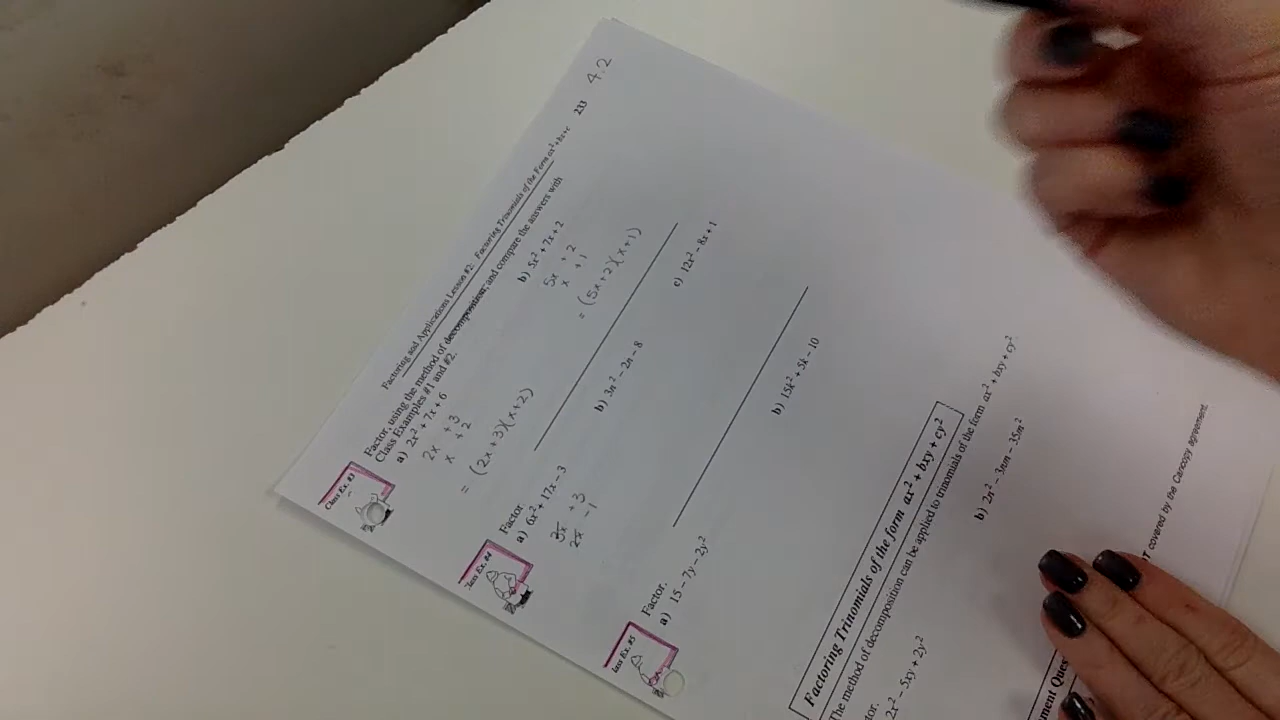 4.2
Factoring and Applications Lesson #2: Factoring Trinomials of the Form ax² + bx + c 233
Class Ex. #3
Factor, using the method of decomposition, and compare the answers with
Class Examples #1 and #2.
a) 2x² + 7x + 6
b) 5x² + 7x + 2
2x +3
x +2
= (2x+3)(x+2)
5x +2
x +1
= (5x+2)(x+1)
Class Ex. #4
Factor
a) 6x² + 17x − 3
b) 3n² − 2n − 8
c) 12x² − 8x + 1
3x +3
2x −1
Class Ex. #5
Factor.
a) 15 − 7y − 2y²
b) 15k² + 5k − 10
Factoring Trinomials of the form ax² + bxy + cy²
The method of decomposition can be applied to trinomials of the form ax² + bxy + cy²
2x² − 5xy + 2y²
b) 2n² − 3nm − 35m²
covered by the Cancopy agreement.